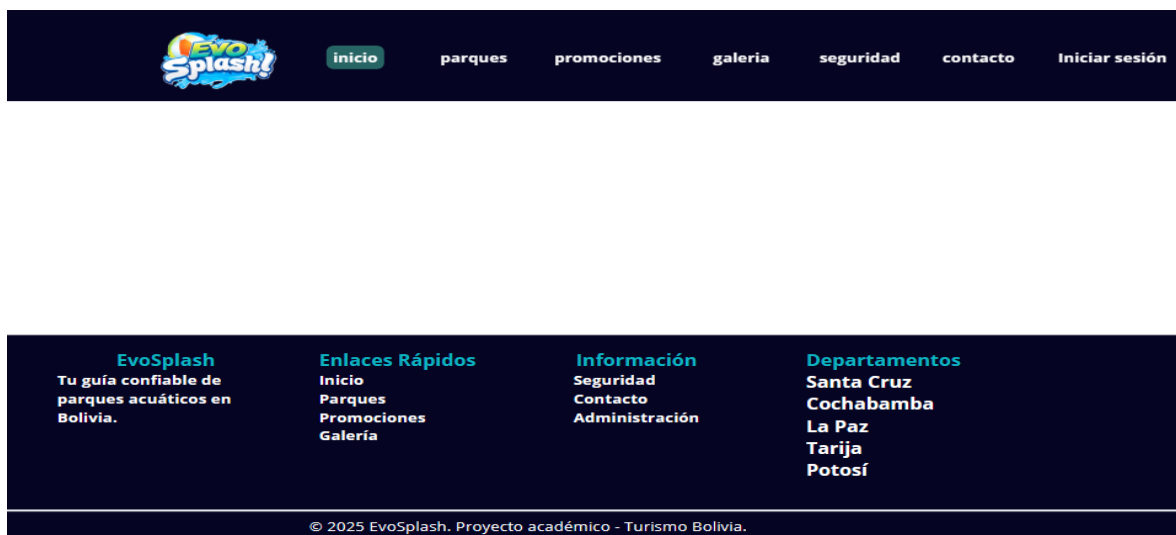 EVO
Splash!
inicio
parques
promociones
galeria
seguridad
contacto
Iniciar sesión
EvoSplash
Tu guía confiable de
parques acuáticos en
Bolivia.
Enlaces Rápidos
Inicio
Parques
Promociones
Galería
Información
Seguridad
Contacto
Administración
Departamentos
Santa Cruz
Cochabamba
La Paz
Tarija
Potosí
© 2025 EvoSplash. Proyecto académico - Turismo Bolivia.